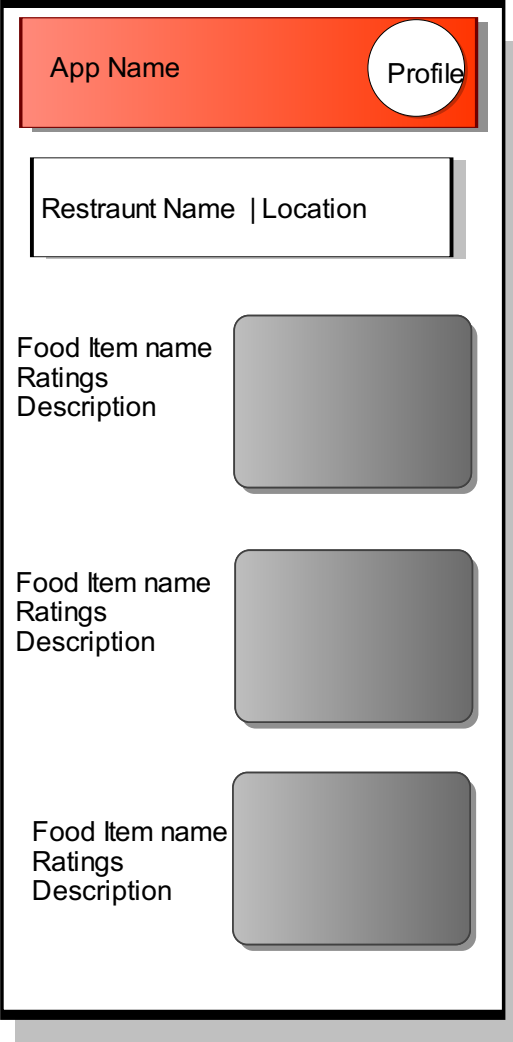 App Name
Profile
Restraunt Name | Location
Food Item name
Ratings
Description
Food Item name
Ratings
Description
Food Item name
Ratings
Description